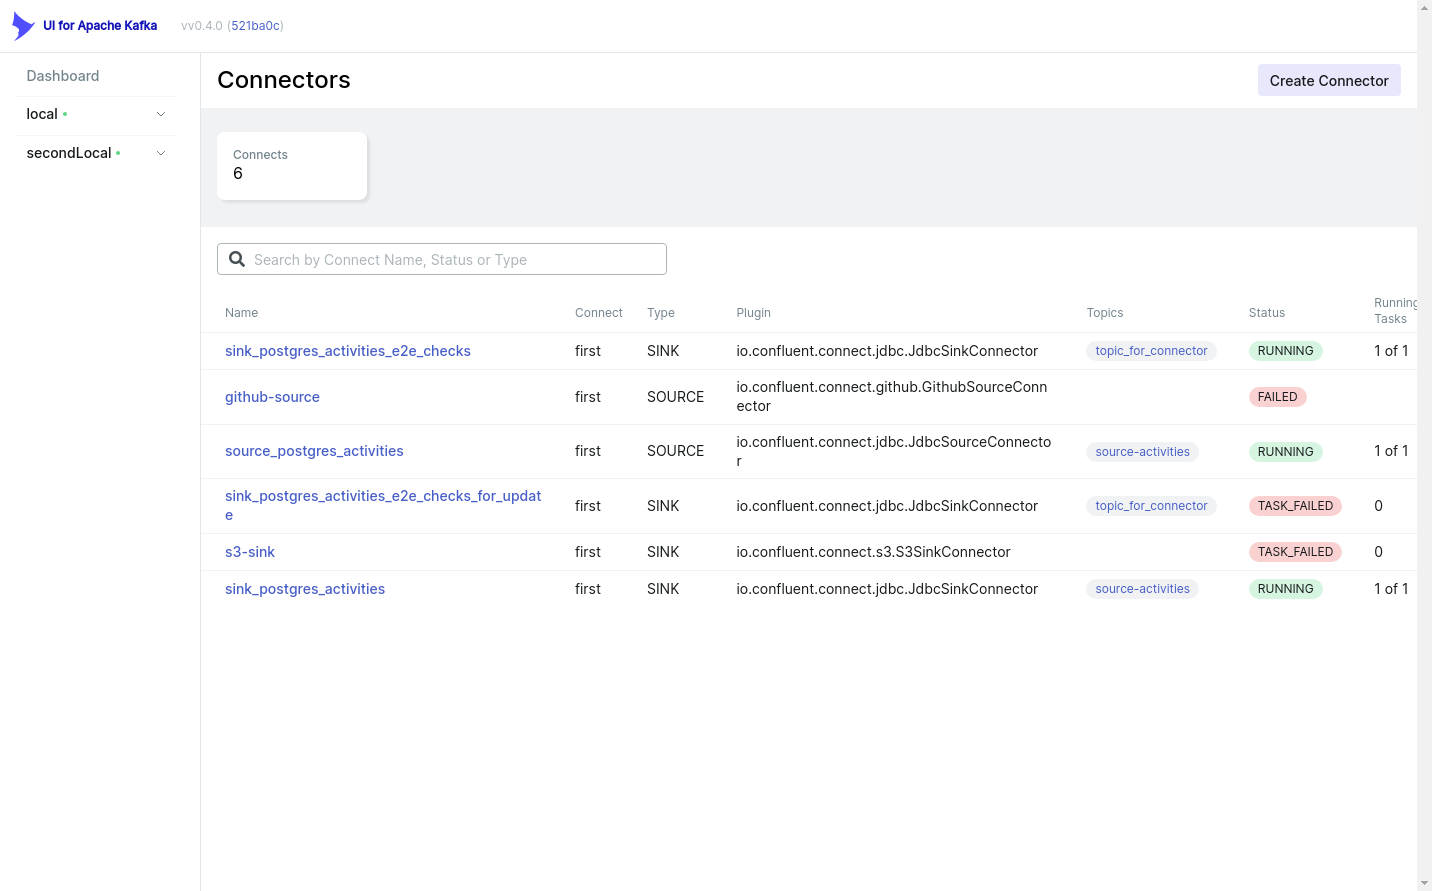 UI for Apache Kafka vv0.4.0 (521ba0c)
Dashboard
local
secondLocal
Connectors
Create Connector
Connects
6
Search by Connect Name, Status or Type
Name Connect Type Plugin Topics Status Running
Tasks
sink_postgres_activities_e2e_checks first SINK io.confluent.connect.jdbc.JdbcSinkConnector topic_for_connector RUNNING 1 of 1
github-source first SOURCE io.confluent.connect.github.GithubSourceConn
ector FAILED
source_postgres_activities first SOURCE io.confluent.connect.jdbc.JdbcSourceConnecto
r source-activities RUNNING 1 of 1
sink_postgres_activities_e2e_checks_for_updat
e first SINK io.confluent.connect.jdbc.JdbcSinkConnector topic_for_connector TASK_FAILED 0
s3-sink first SINK io.confluent.connect.s3.S3SinkConnector TASK_FAILED 0
sink_postgres_activities first SINK io.confluent.connect.jdbc.JdbcSinkConnector source-activities RUNNING 1 of 1